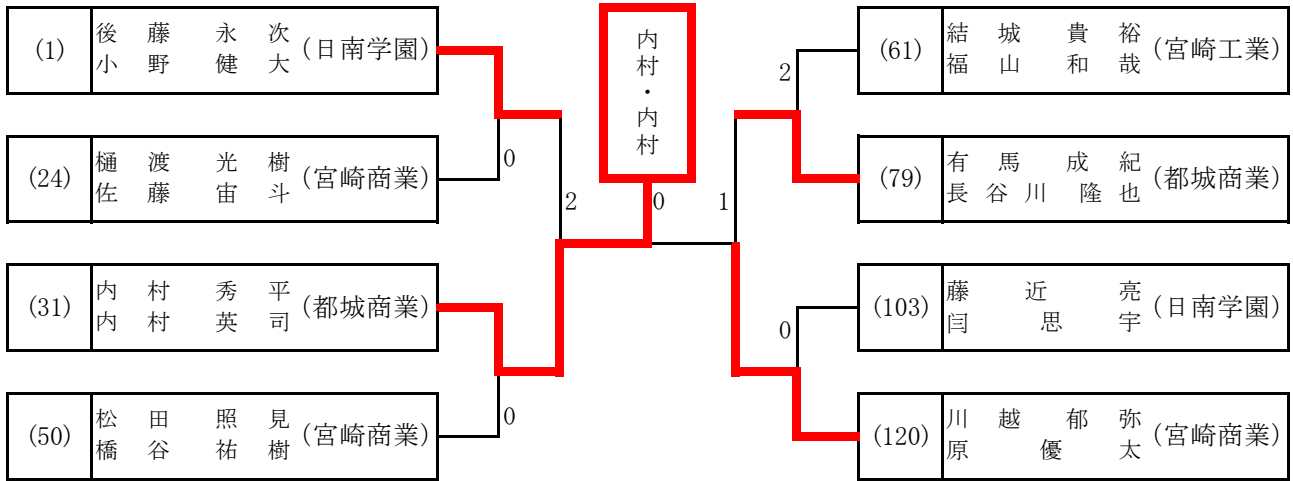 (1) 後藤永次 (日南学園)
小野健大
0
(24) 樋渡光樹 (宮崎商業)
佐藤宙斗
2
(31) 内村秀平 (都城商業)
内村英司
0
(50) 松田照見 (宮崎商業)
橋谷祐樹
内村・内村
0
(61) 結城貴裕 (宮崎工業)
福山和哉
2
(79) 有馬成紀 (都城商業)
長谷川隆也
1
(103) 藤近亮 (日南学園)
闫思宇
0
(120) 川越郁弥 (宮崎商業)
原優太